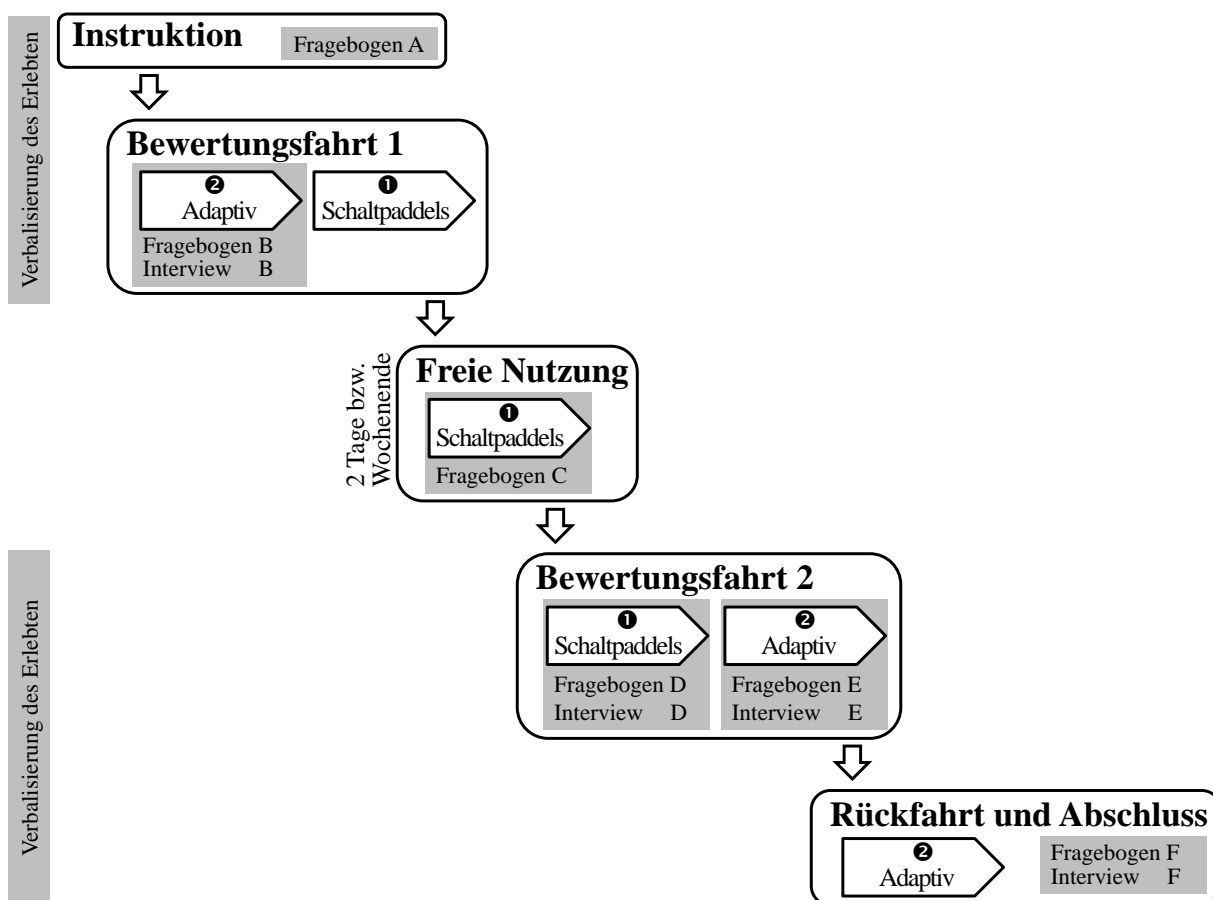 Verbalisierung des Erlebten
Instruktion
Fragebogen A
Bewertungsfahrt 1
❷
Adaptiv
Fragebogen B
Interview B
❶
Schaltpaddels
2 Tage bzw.
Wochenende
Freie Nutzung
❶
Schaltpaddels
Fragebogen C
Verbalisierung des Erlebten
Bewertungsfahrt 2
❶
Schaltpaddels
Fragebogen D
Interview D
❷
Adaptiv
Fragebogen E
Interview E
Rückfahrt und Abschluss
❷
Adaptiv
Fragebogen F
Interview F